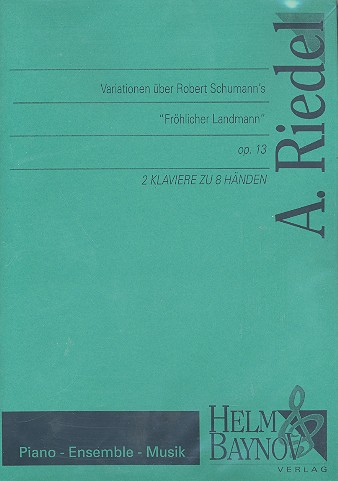 Variationen über Robert Schumann's
"Fröhlicher Landmann"
op. 13
2 KLAVIERE ZU 8 HÄNDEN
A. Riedel
Piano - Ensemble - Musik
HELM
BAYNOV
VERLAG